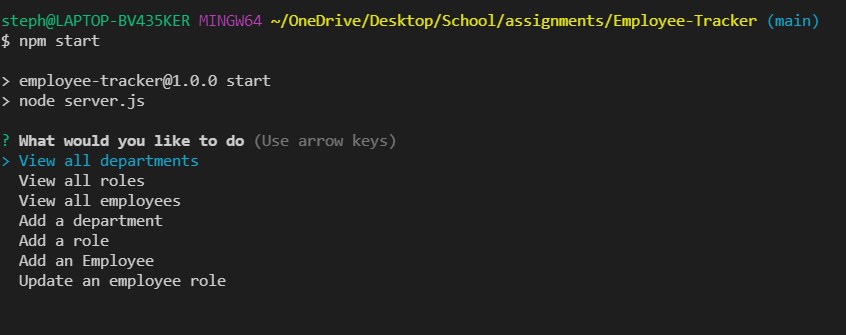 steph@LAPTOP-BV435KER MINGW64 ~/OneDrive/Desktop/School/assignments/Employee-Tracker (main)
$ npm start
> employee-tracker@1.0.0 start
> node server.js
? What would you like to do (Use arrow keys)
> View all departments
View all roles
View all employees
Add a department
Add a role
Add an Employee
Update an employee role